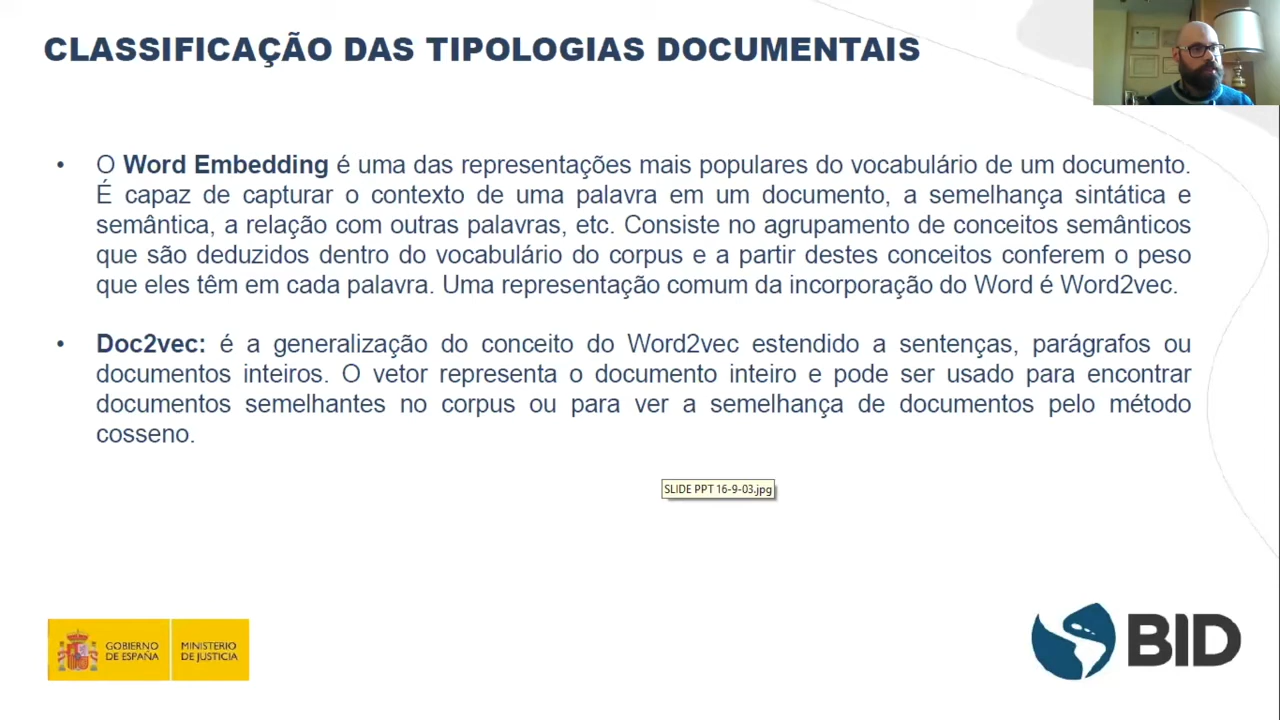 CLASSIFICAÇÃO DAS TIPOLOGIAS DOCUMENTAIS
• O Word Embedding é uma das representações mais populares do vocabulário de um documento.
É capaz de capturar o contexto de uma palavra em um documento, a semelhança sintática e
semântica, a relação com outras palavras, etc. Consiste no agrupamento de conceitos semânticos
que são deduzidos dentro do vocabulário do corpus e a partir destes conceitos conferem o peso
que eles têm em cada palavra. Uma representação comum da incorporação do Word é Word2vec.
• Doc2vec: é a generalização do conceito do Word2vec estendido a sentenças, parágrafos ou
documentos inteiros. O vetor representa o documento inteiro e pode ser usado para encontrar
documentos semelhantes no corpus ou para ver a semelhança de documentos pelo método
cosseno.
SLIDE PPT 16-9-03.jpg
GOBIERNO
DE ESPAÑA
MINISTERIO
DE JUSTICIA
BID